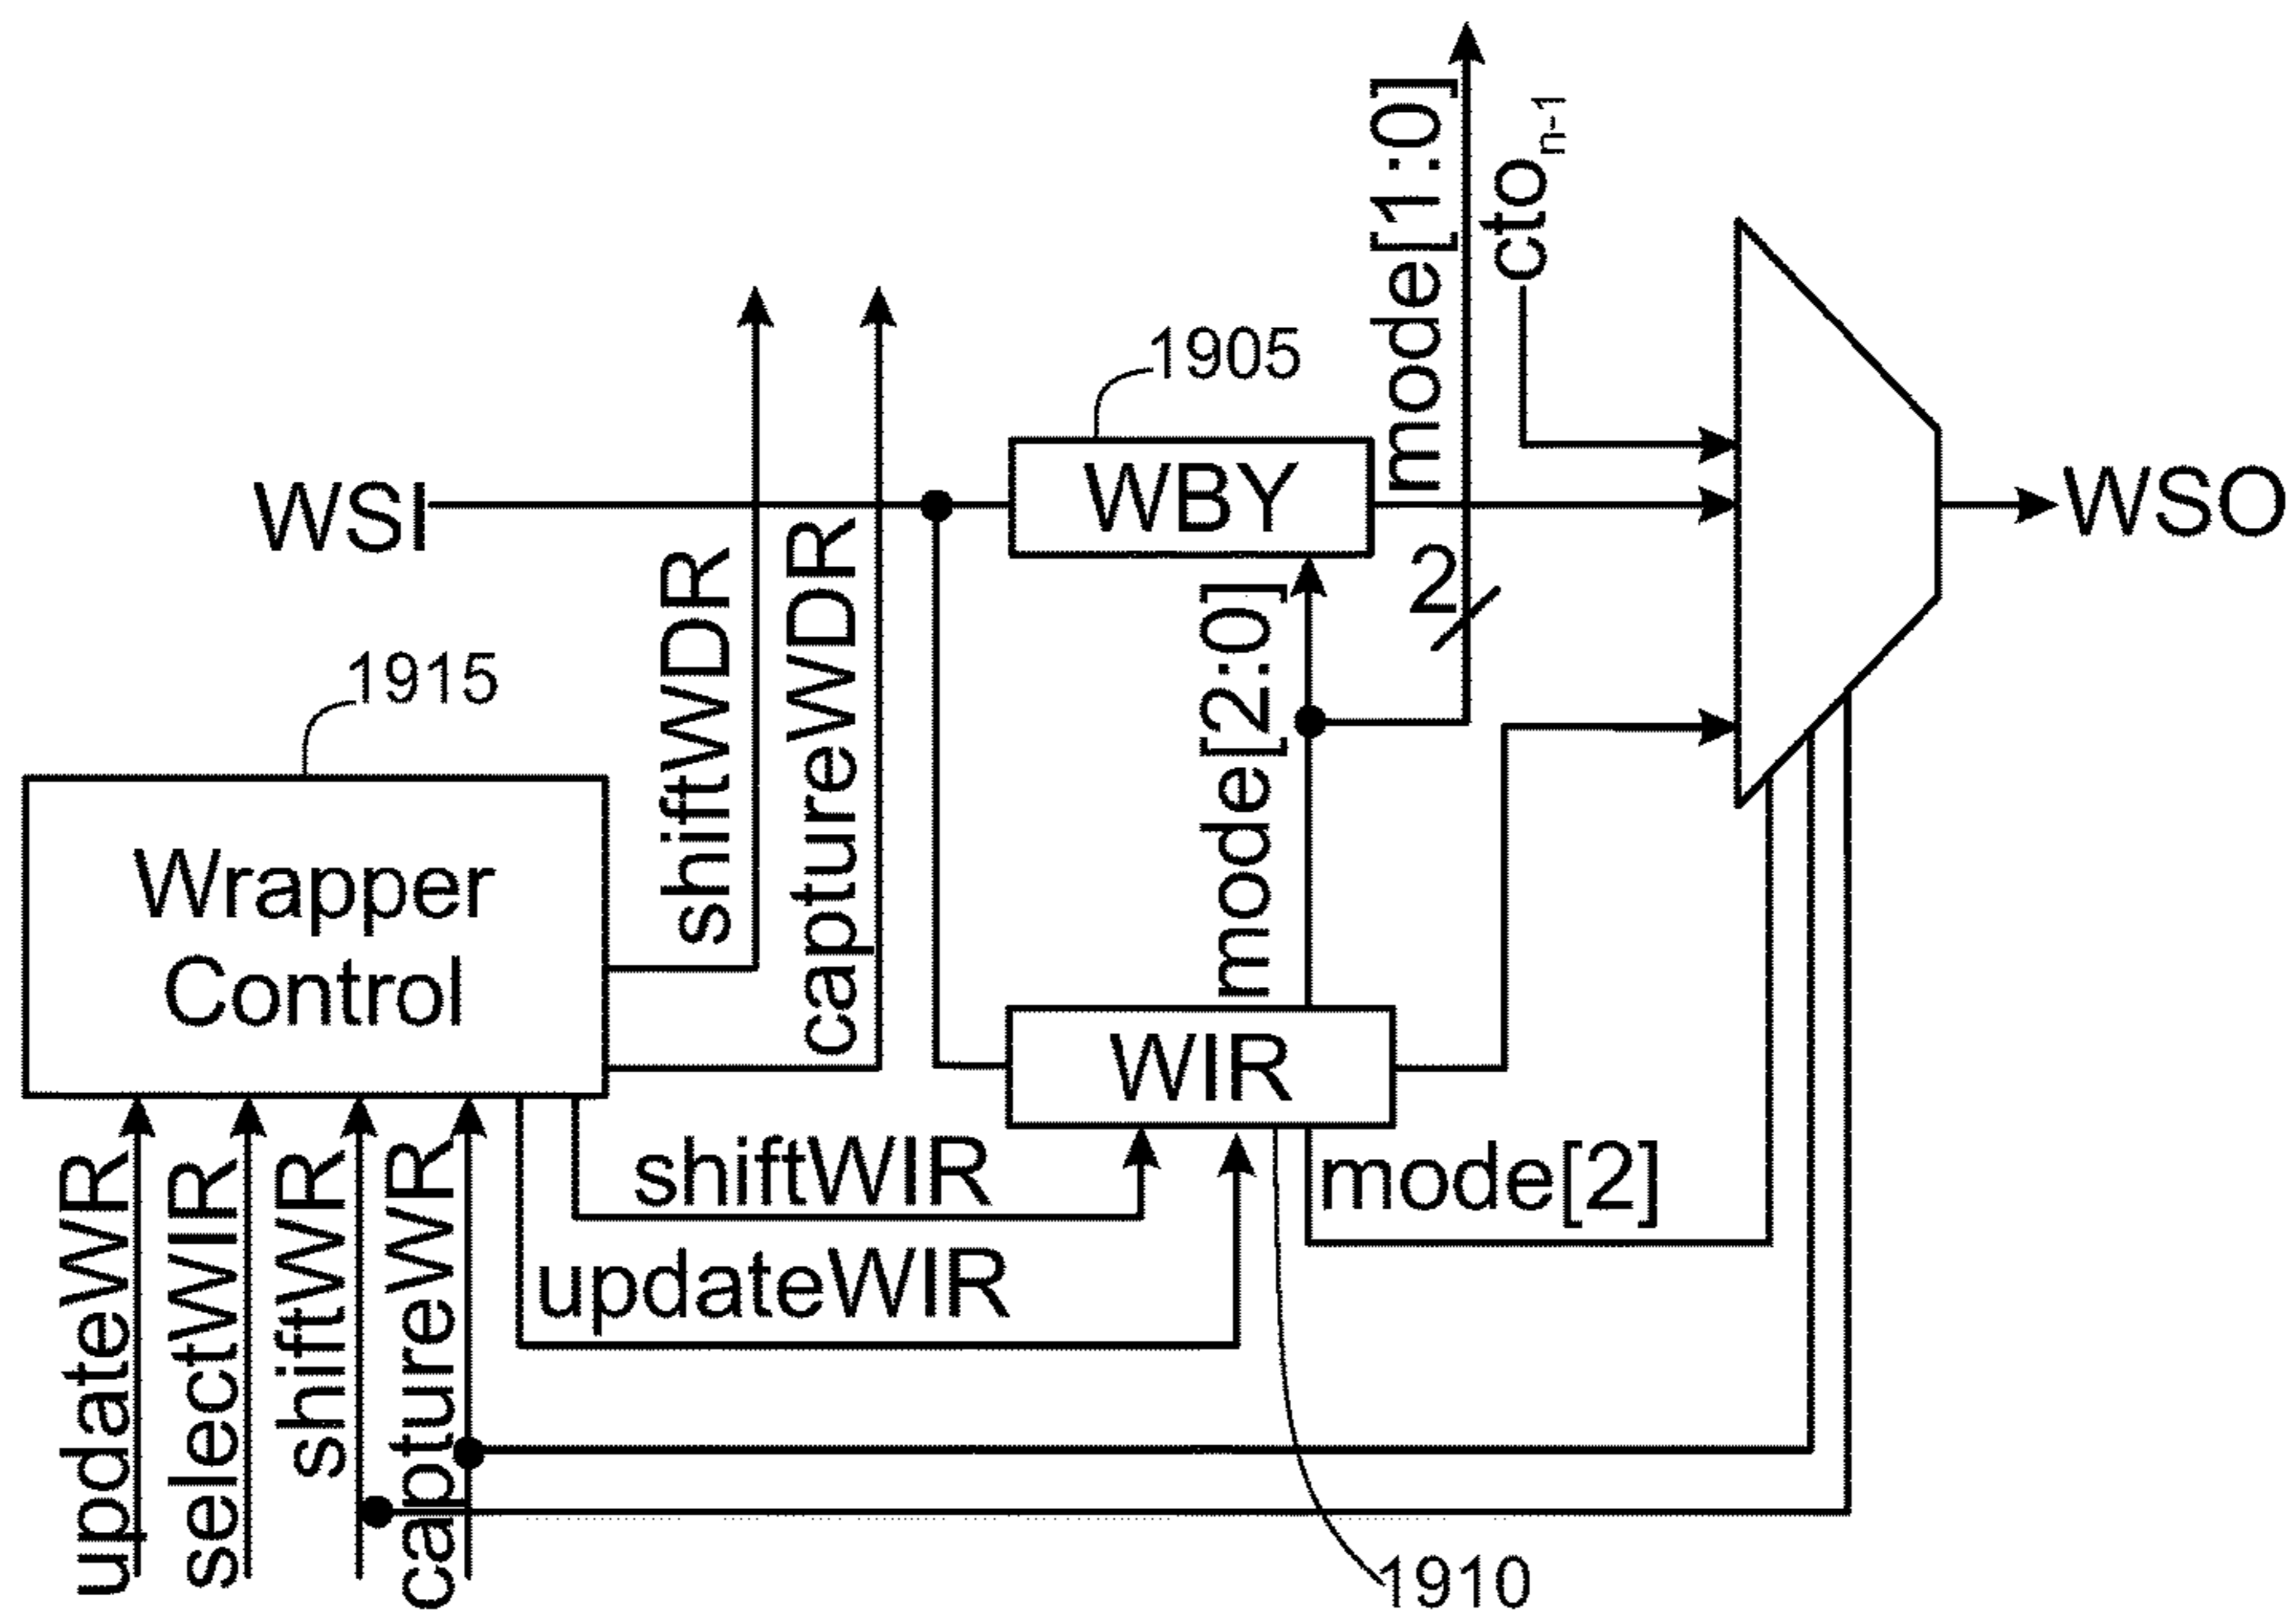 mode[1:0]
cto n-1
1905
WSI
WBY
WSO
2
shiftWDR
captureWDR
mode[2:0]
1915
Wrapper
Control
WIR
shiftWIR
mode[2]
updateWIR
updateWR
selectWIR
shiftWR
captureWR
1910